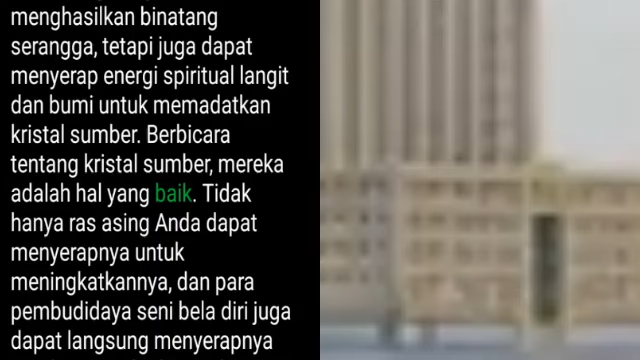 menghasilkan binatang
serangga, tetapi juga dapat
menyerap energi spiritual langit
dan bumi untuk memadatkan
kristal sumber. Berbicara
tentang kristal sumber, mereka
adalah hal yang baik. Tidak
hanya ras asing Anda dapat
menyerapnya untuk
meningkatkannya, dan para
pembudidaya seni bela diri juga
dapat langsung menyerapnya